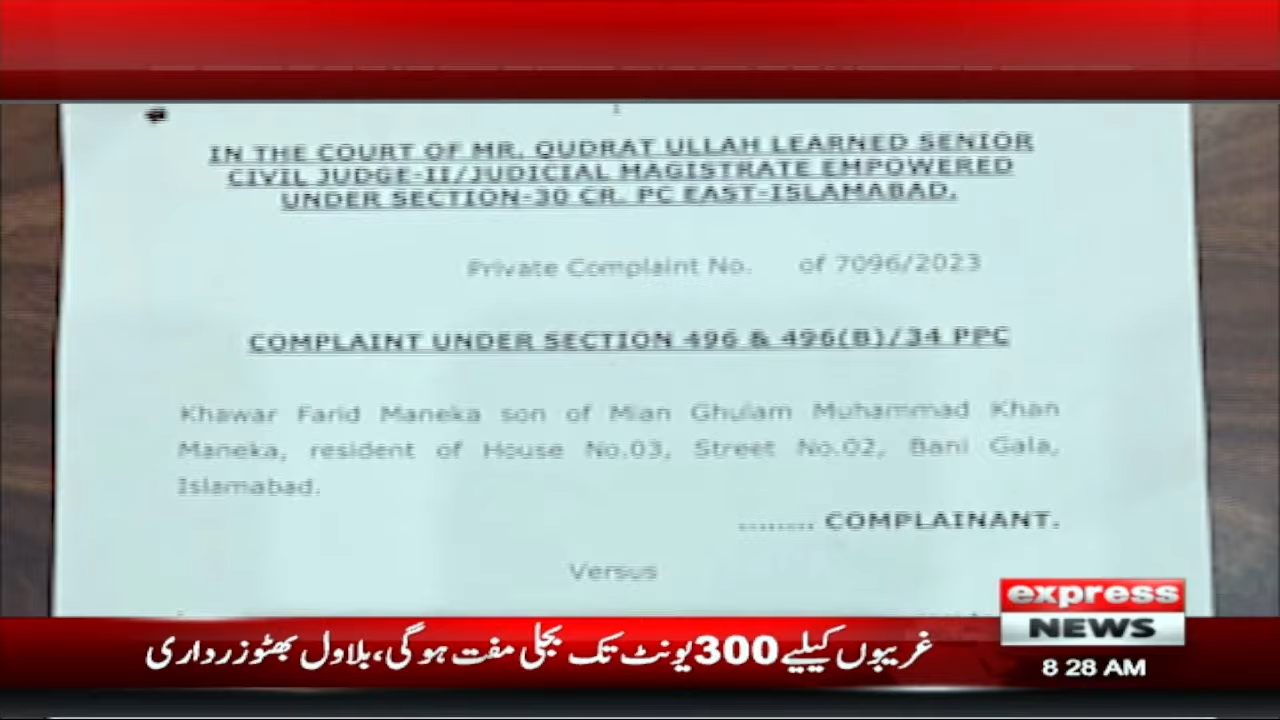 IN THE COURT OF MR. QUDRAT ULLAH LEARNED SENIOR
CIVIL JUDGE-II/JUDICIAL MAGISTRATE EMPOWERED
UNDER SECTION-30 CR. PC EAST-ISLAMABAD.
Private Complaint No. of 7096/2023
COMPLAINT UNDER SECTION 496 & 496(B)/34 PPC
Khawar Farid Maneka son of Mian Ghulam Muhammad Khan
Maneka, resident of House No.03, Street No.02, Bani Gala,
Islamabad.
........ COMPLAINANT.
Versus
express
NEWS
8:28 AM
غریبوں کیلیے 300 یونٹ تک بجلی مفت ہوگی، بلاول بھٹو زرداری